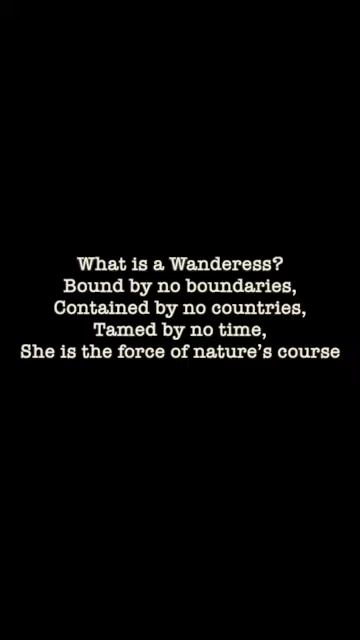 What is a Wanderess?
Bound by no boundaries,
Contained by no countries,
Tamed by no time,
She is the force of nature’s course